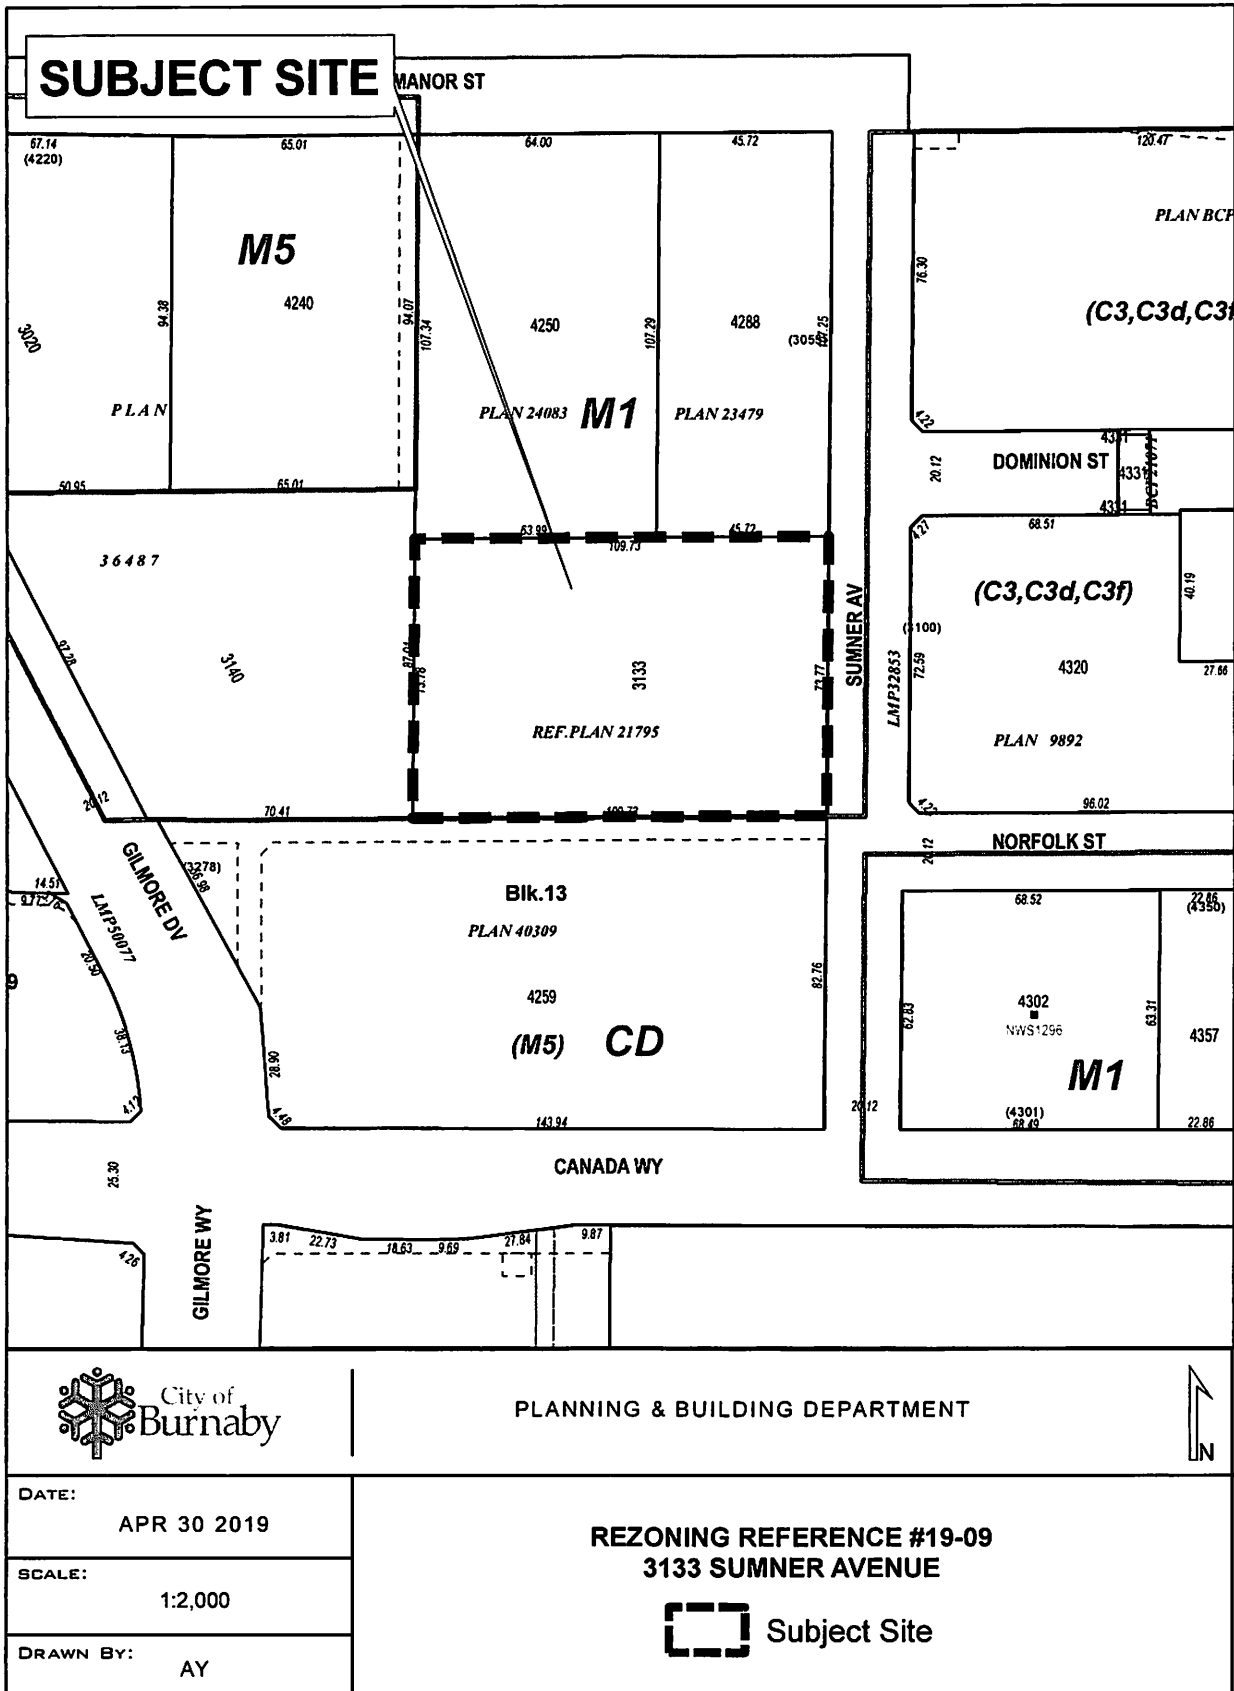 SUBJECT SITE
MANOR ST
67.14
(4220)
65.01
64.00
45.72
120.47
PLAN BCP
M5
76.30
4240
94.38
94.07
107.34
4250
107.29
4288
(3055)
107.25
(C3,C3d,C3f
3020
PLAN
PLAN 24083
M1
PLAN 23479
4.22
DOMINION ST
20.12
4331
4331
4331
BCP21071
50.95
65.01
63.99
45.72
109.73
4.27
68.51
36487
(C3,C3d,C3f)
40.19
SUMNER AV
(3100)
97.28
3140
87.01
73.78
3133
73.77
72.59
LMP32853
4320
27.66
REF.PLAN 21795
PLAN 9892
20.12
70.41
109.73
4.22
96.02
NORFOLK ST
20.12
GILMORE DV
(3278)
56.98
14.51
9.77
LMP50077
20.50
Blk.13
PLAN 40309
68.52
22.86
(4350)
9
4259
82.76
62.83
4302
NWS1296
63.31
4357
38.13
(M5) CD
28.90
M1
4.12
4.48
143.94
20.12
(4301)
68.49
22.86
CANADA WY
25.30
GILMORE WY
4.26
3.81
22.73
18.63
9.69
27.84
9.87
City of
Burnaby
PLANNING & BUILDING DEPARTMENT
N
DATE:
APR 30 2019
SCALE:
1:2,000
DRAWN BY:
AY
REZONING REFERENCE #19-09
3133 SUMNER AVENUE
Subject Site